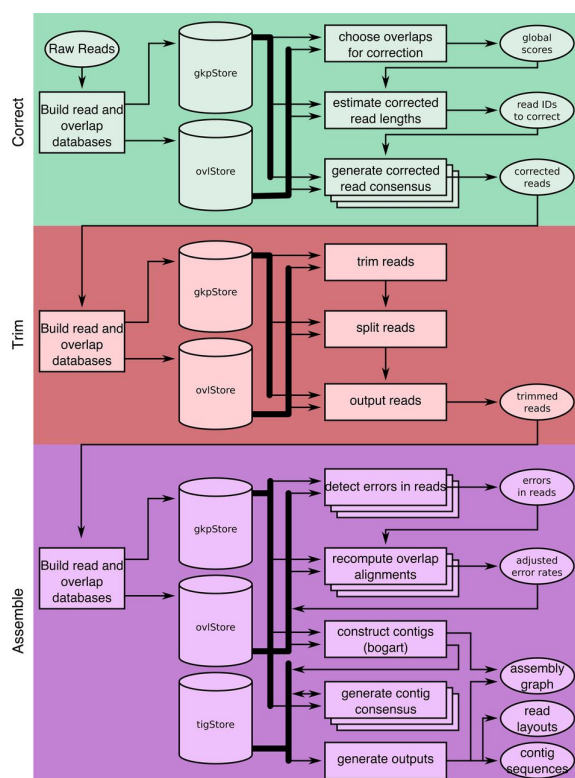 Correct
Raw Reads
Build read and
overlap
databases
gkpStore
ovlStore
choose overlaps
for correction
global
scores
estimate corrected
read lengths
read IDs
to correct
generate corrected
read consensus
corrected
reads
Trim
Build read and
overlap
databases
gkpStore
ovlStore
trim reads
split reads
output reads
trimmed
reads
Assemble
Build read and
overlap
databases
gkpStore
ovlStore
tigStore
detect errors in reads
errors
in reads
recompute overlap
alignments
adjusted
error rates
construct contigs
(bogart)
assembly
graph
generate contig
consensus
read
layouts
generate outputs
contig
sequences